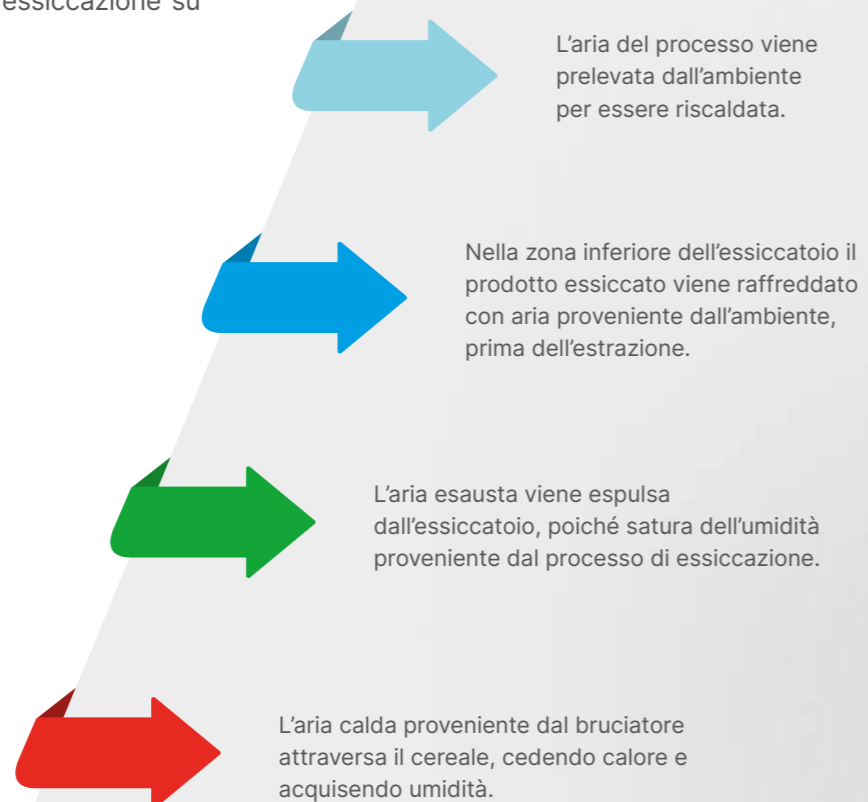 essiccazione su
L’aria del processo viene
prelevata dall’ambiente
per essere riscaldata.
Nella zona inferiore dell’essiccatoio il
prodotto essiccato viene raffreddato
con aria proveniente dall’ambiente,
prima dell’estrazione.
L’aria esausta viene espulsa
dall’essiccatoio, poiché satura dell’umidità
proveniente dal processo di essiccazione.
L’aria calda proveniente dal bruciatore
attraversa il cereale, cedendo calore e
acquisendo umidità.